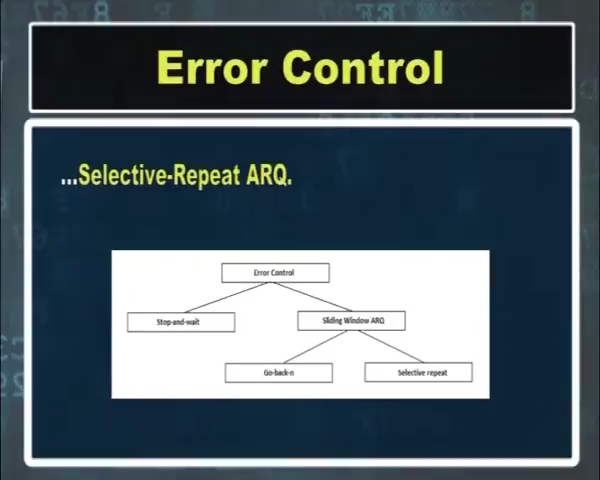 Error Control
...Selective-Repeat ARQ.
Error Control
Stop-and-wait
Sliding Window ARQ
Go-back-n
Selective repeat